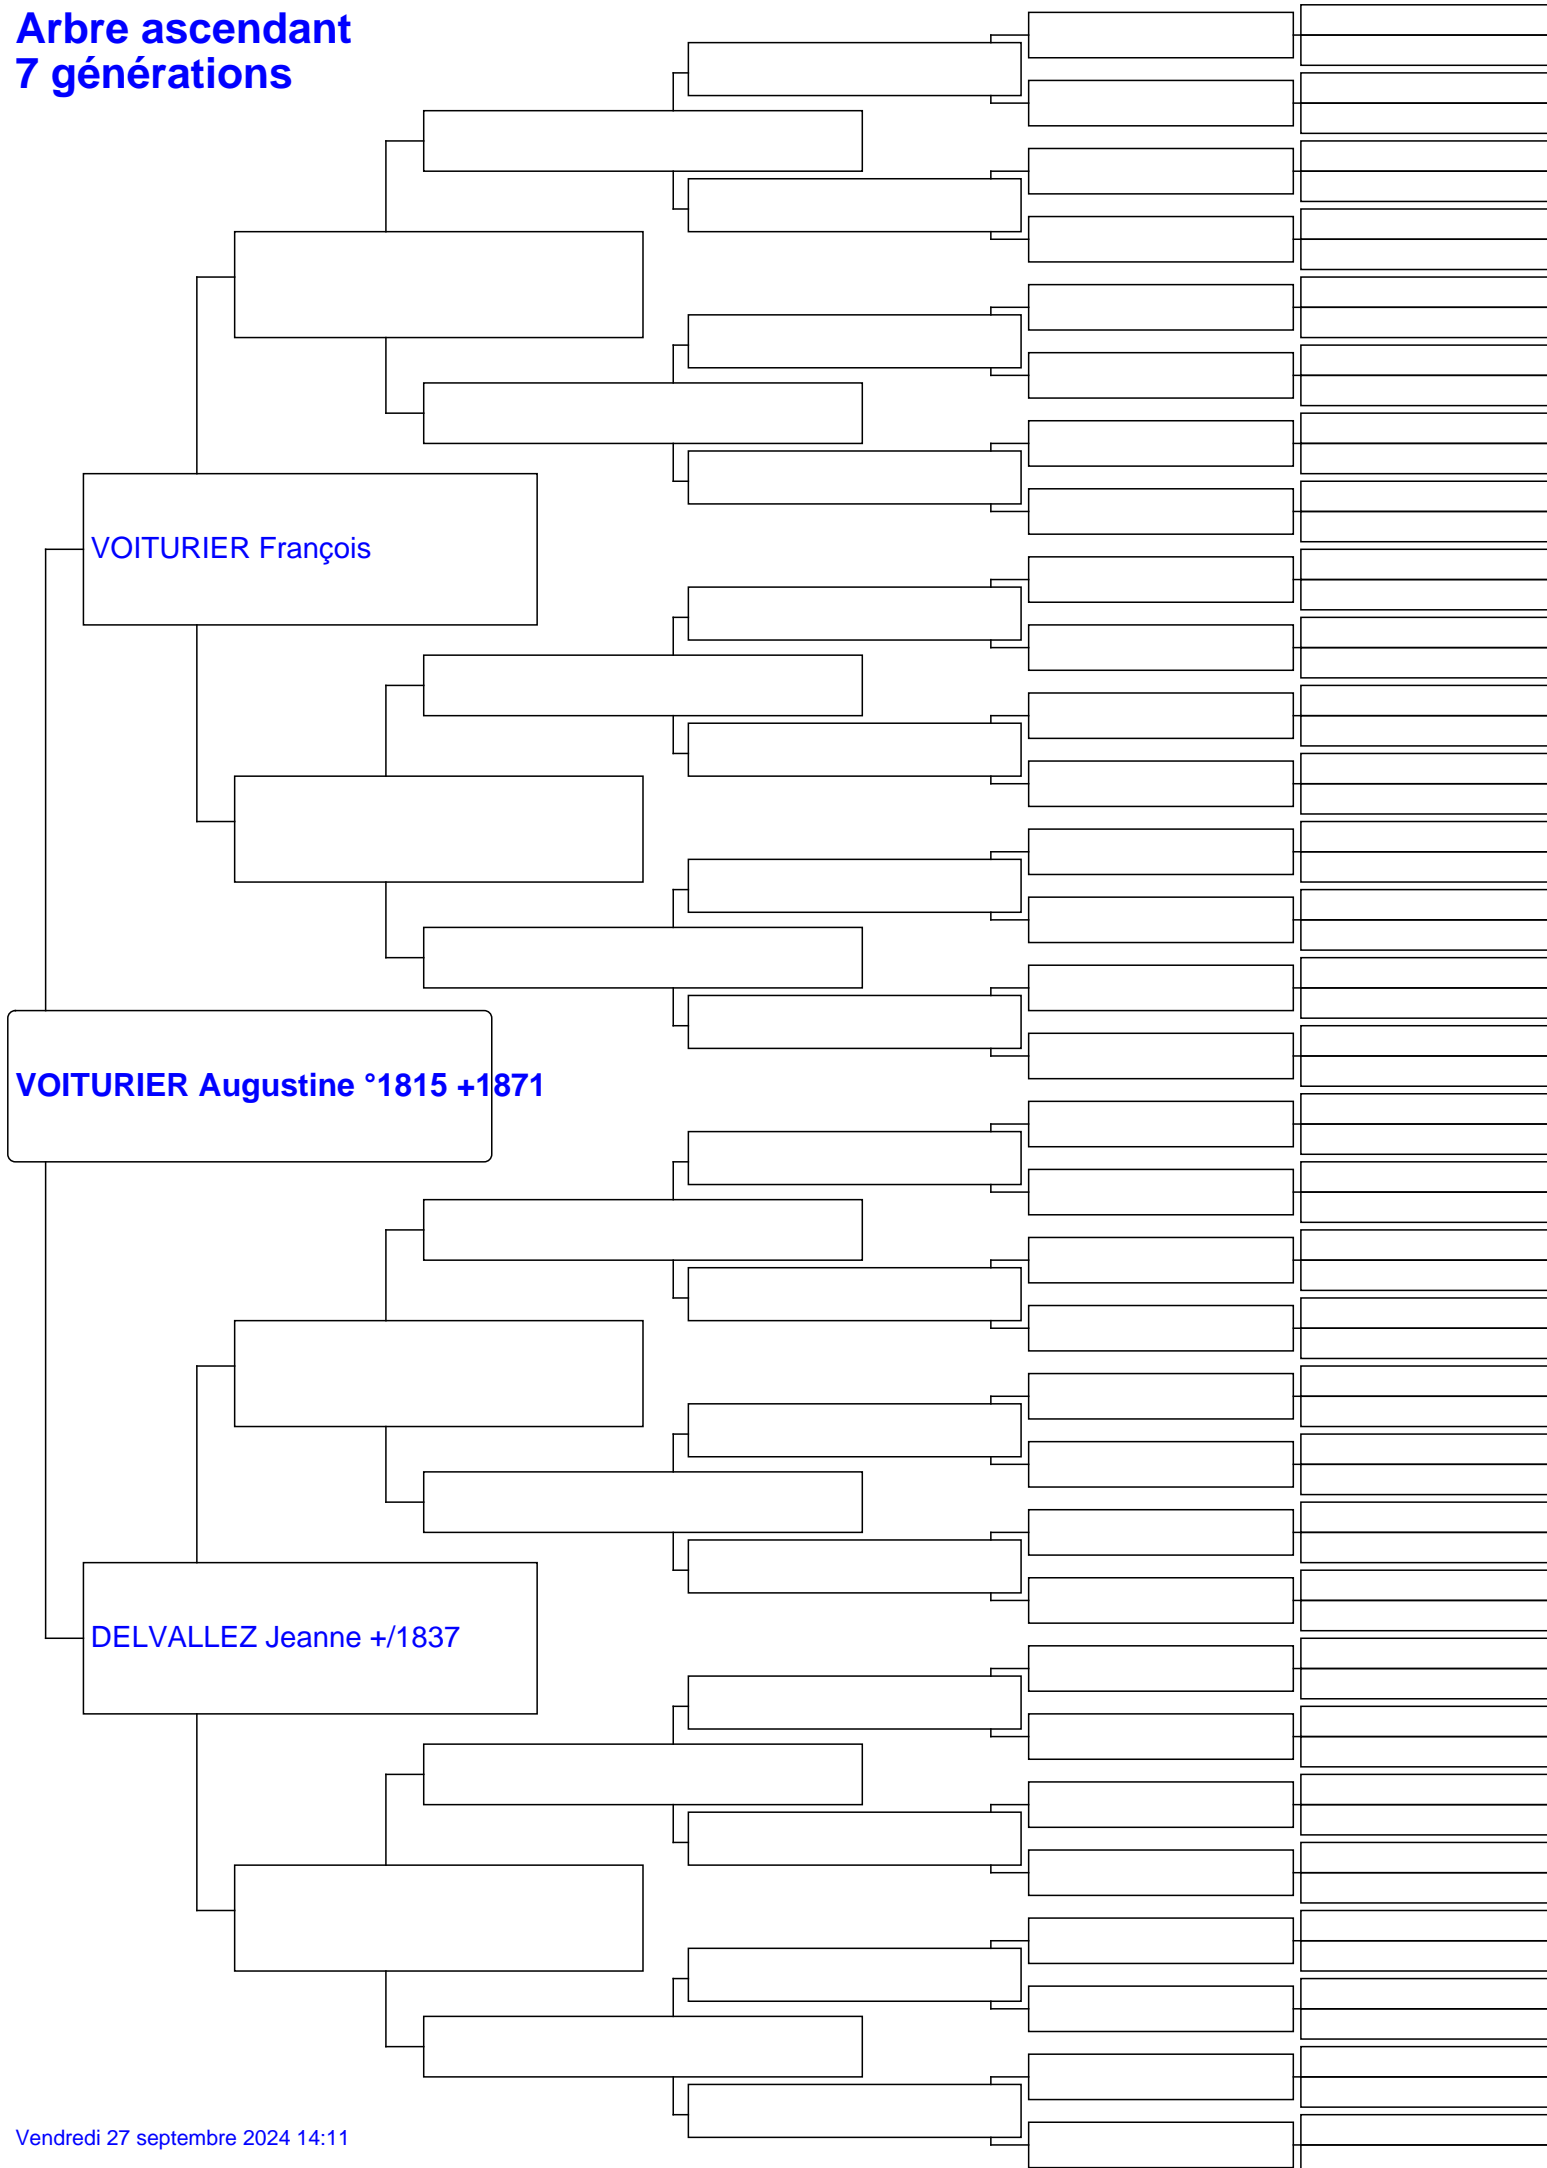 Arbre ascendant
7 générations
VOITURIER François
VOITURIER Augustine °1815 +1871
DELVALLEZ Jeanne +/1837
Vendredi 27 septembre 2024 14:11